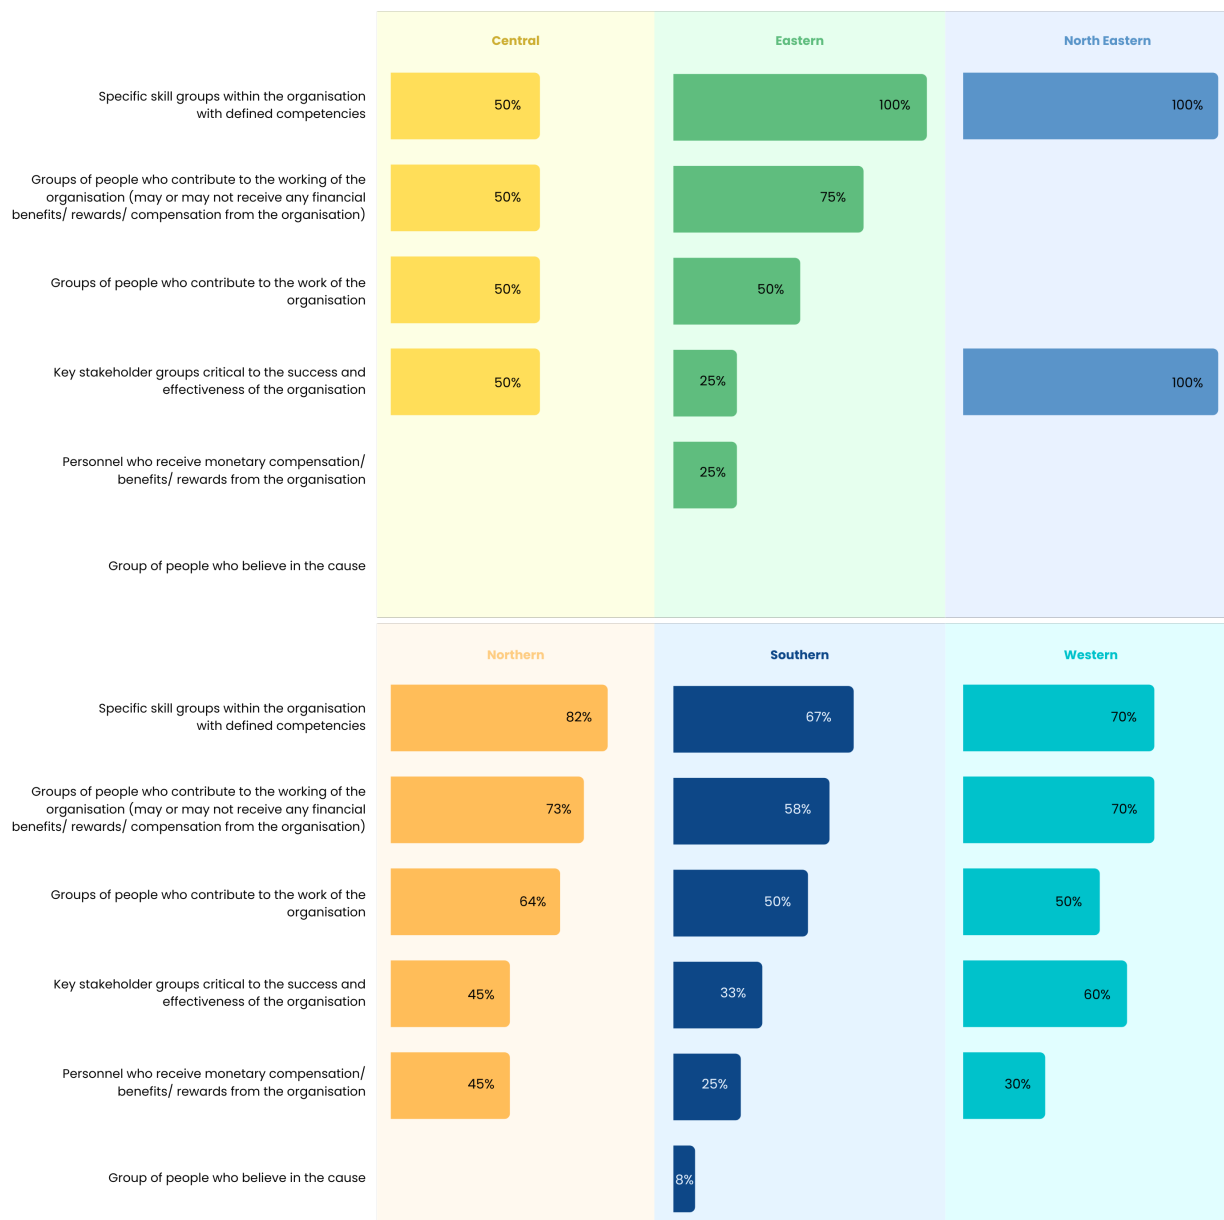 Central
Eastern
North Eastern
Specific skill groups within the organisation
with defined competencies
50%
100%
100%
Groups of people who contribute to the working of the
organisation (may or may not receive any financial
benefits/ rewards/ compensation from the organisation)
50%
75%
Groups of people who contribute to the work of the
organisation
50%
50%
Key stakeholder groups critical to the success and
effectiveness of the organisation
50%
25%
100%
Personnel who receive monetary compensation/
benefits/ rewards from the organisation
25%
Group of people who believe in the cause
Northern
Southern
Western
Specific skill groups within the organisation
with defined competencies
82%
67%
70%
Groups of people who contribute to the working of the
organisation (may or may not receive any financial
benefits/ rewards/ compensation from the organisation)
73%
58%
70%
Groups of people who contribute to the work of the
organisation
64%
50%
50%
Key stakeholder groups critical to the success and
effectiveness of the organisation
45%
33%
60%
Personnel who receive monetary compensation/
benefits/ rewards from the organisation
45%
25%
30%
Group of people who believe in the cause
8%